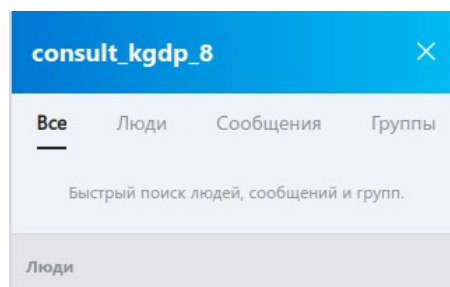 consult_kgdp_8
Все Люди Сообщения Группы
Быстрый поиск людей, сообщений и групп.
Люди